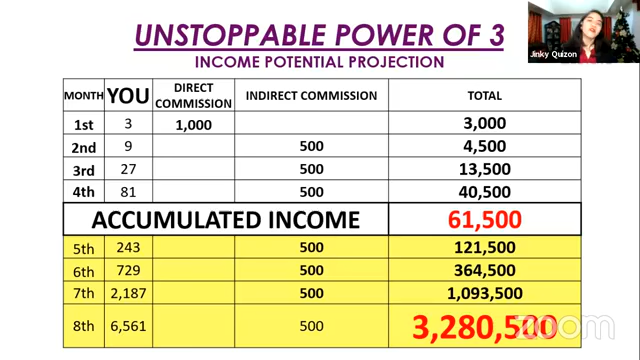 UNSTOPPABLE POWER OF 3
INCOME POTENTIAL PROJECTION
Jinky Quizon
MONTH YOU DIRECT COMMISSION INDIRECT COMMISSION TOTAL
1st 3 1,000 3,000
2nd 9 500 4,500
3rd 27 500 13,500
4th 81 500 40,500
ACCUMULATED INCOME 61,500
5th 243 500 121,500
6th 729 500 364,500
7th 2,187 500 1,093,500
8th 6,561 500 3,280,500
zoom